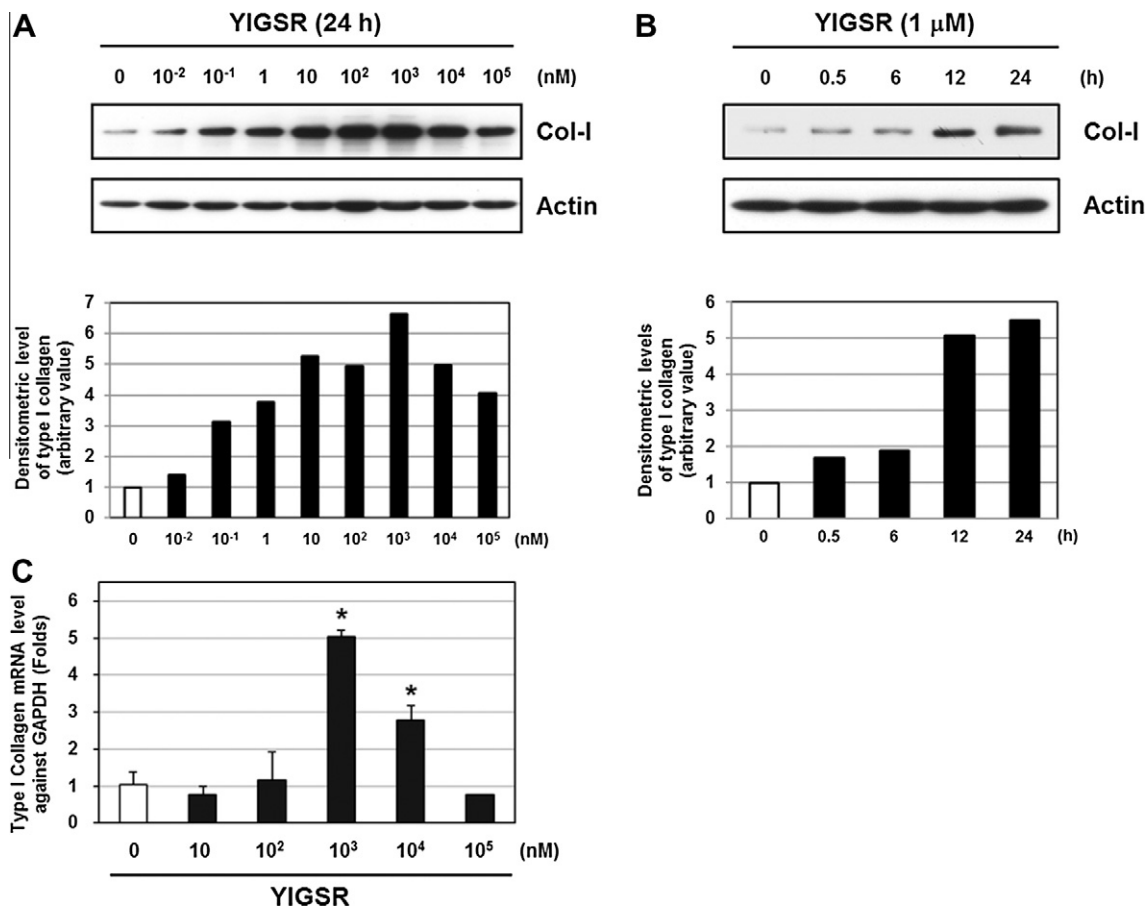 A
YIGSR (24 h)
0 10-2 10-1 1 10 10² 10³ 10⁴ 10⁵ (nM)
Col-I
Actin
Densitometric level
of type I collagen
(arbitrary value)
7
6
5
4
3
2
1
0
0 10-2 10-1 1 10 10² 10³ 10⁴ 10⁵ (nM)
B
YIGSR (1 µM)
0 0.5 6 12 24 (h)
Col-I
Actin
Densitometric levels
of type I collagen
(arbitrary value)
6
5
4
3
2
1
0
0 0.5 6 12 24 (h)
C
Type I Collagen mRNA level
against GAPDH (Folds)
6
5
4
3
2
1
0
* *
0 10 10² 10³ 10⁴ 10⁵ (nM)
YIGSR